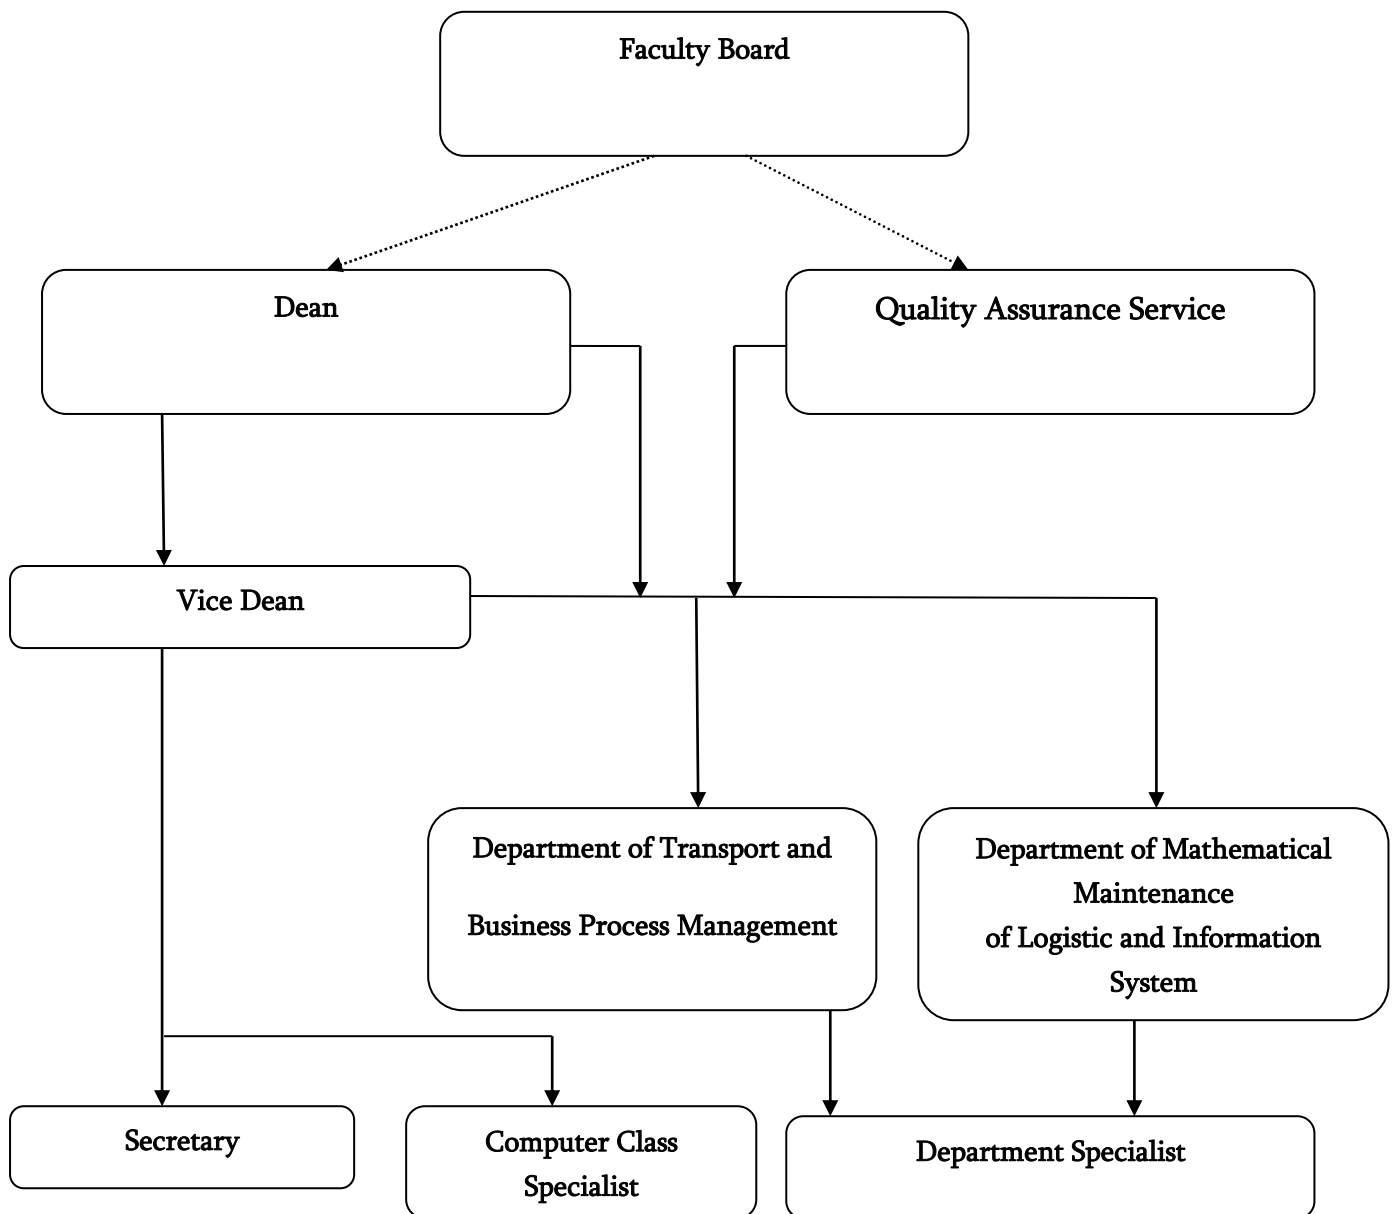 Faculty Board
Dean
Quality Assurance Service
Vice Dean
Department of Transport and
Business Process Management
Department of Mathematical
Maintenance
of Logistic and Information
System
Secretary
Computer Class
Specialist
Department Specialist